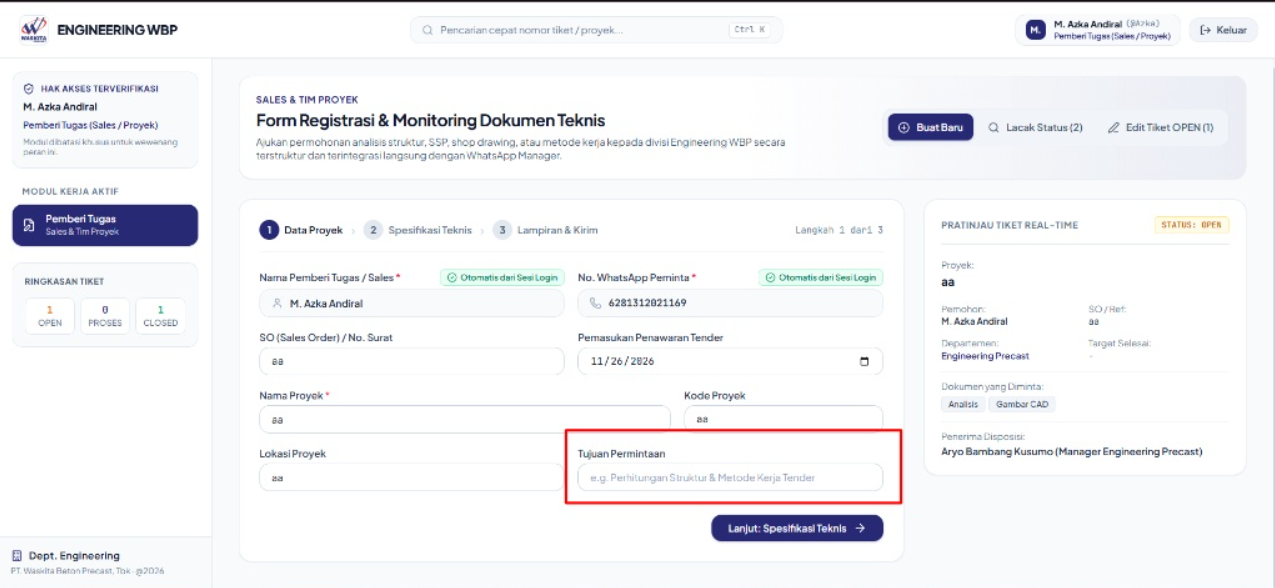 WASKITA
ENGINEERING WBP
Pencarian cepat nomor tiket / proyek...
Ctrl K
M.
M. Azka Andiral (@Azka)
Pemberi Tugas (Sales / Proyek)
Keluar
HAK AKSES TERVERIFIKASI
M. Azka Andiral
Pemberi Tugas (Sales / Proyek)
Modul dibatasi khusus untuk wewenang
peran ini.
MODUL KERJA AKTIF
Pemberi Tugas
Sales & Tim Proyek
RINGKASAN TIKET
1
OPEN
0
PROSES
1
CLOSED
Dept. Engineering
PT. Waskita Beton Precast, Tbk - @2026
SALES & TIM PROYEK
Form Registrasi & Monitoring Dokumen Teknis
Ajukan permohonan analisis struktur, SSP, shop drawing, atau metode kerja kepada divisi Engineering WBP secara
terstruktur dan terintegrasi langsung dengan WhatsApp Manager.
Buat Baru
Lacak Status (2)
Edit Tiket OPEN (1)
1 Data Proyek
2 Spesifikasi Teknis
3 Lampiran & Kirim
Langkah 1 dari 3
Nama Pemberi Tugas / Sales *
Otomatis dari Sesi Login
M. Azka Andiral
No. WhatsApp Peminta *
Otomatis dari Sesi Login
6281312021169
SO (Sales Order) / No. Surat
aa
Pemasukan Penawaran Tender
11/26/2026
Nama Proyek *
aa
Kode Proyek
aa
Lokasi Proyek
aa
Tujuan Permintaan
e.g. Perhitungan Struktur & Metode Kerja Tender
Lanjut: Spesifikasi Teknis
PRATINJAU TIKET REAL-TIME
STATUS: OPEN
Proyek:
aa
Pemohon:
M. Azka Andiral
SO / Ref:
aa
Departemen:
Engineering Precast
Target Selesai:
-
Dokumen yang Diminta:
Analisis
Gambar CAD
Penerima Disposisi:
Aryo Bambang Kusumo (Manager Engineering Precast)